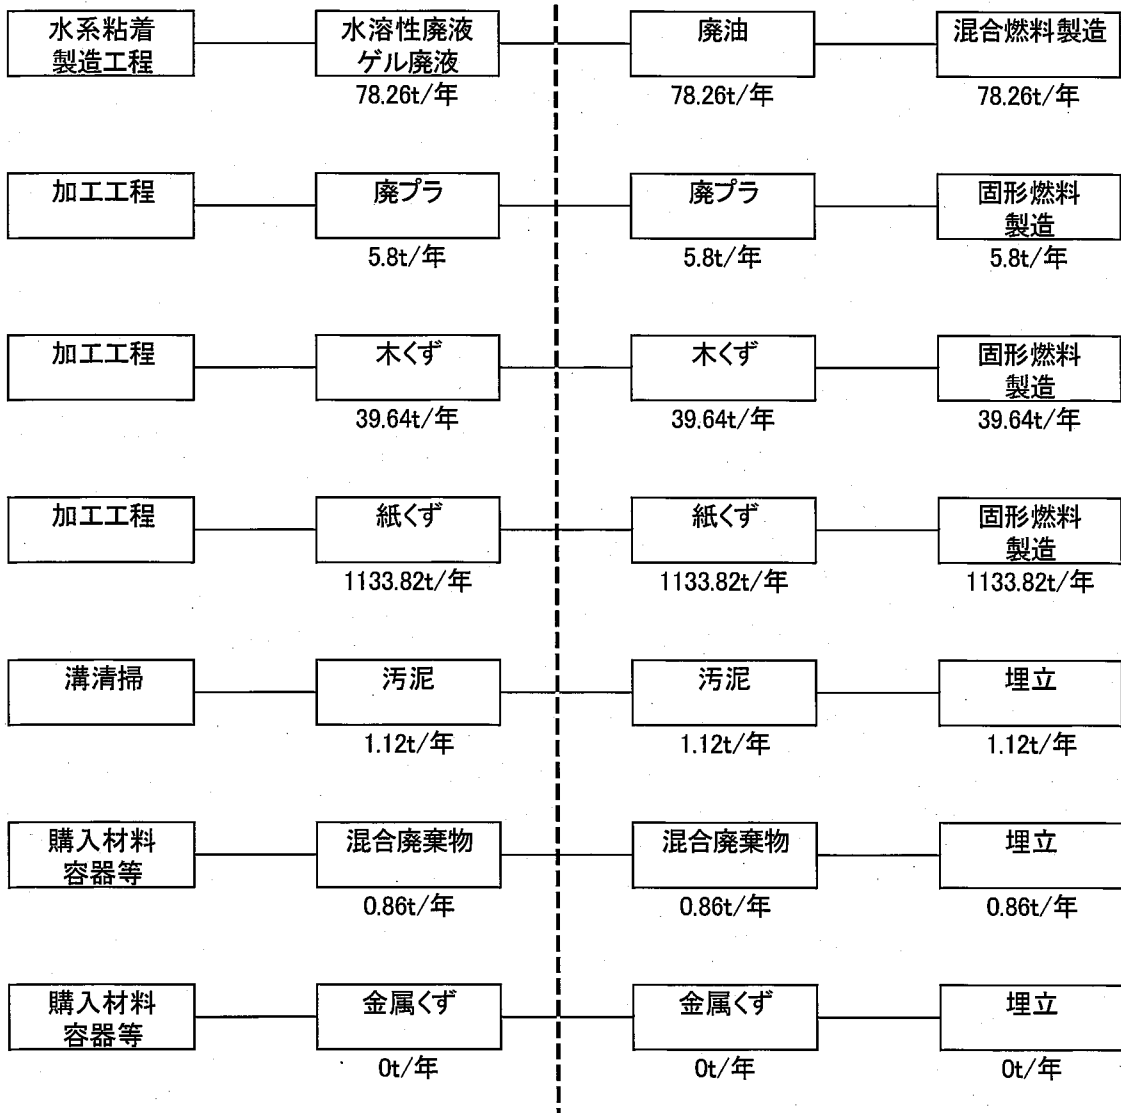 水系粘着
製造工程
水溶性廃液
ゲル廃液
78.26t/年
廃油
78.26t/年
混合燃料製造
78.26t/年
加工工程
廃プラ
5.8t/年
廃プラ
5.8t/年
固形燃料
製造
5.8t/年
加工工程
木くず
39.64t/年
木くず
39.64t/年
固形燃料
製造
39.64t/年
加工工程
紙くず
1133.82t/年
紙くず
1133.82t/年
固形燃料
製造
1133.82t/年
溝清掃
汚泥
1.12t/年
汚泥
1.12t/年
埋立
1.12t/年
購入材料
容器等
混合廃棄物
0.86t/年
混合廃棄物
0.86t/年
埋立
0.86t/年
購入材料
容器等
金属くず
0t/年
金属くず
0t/年
埋立
0t/年